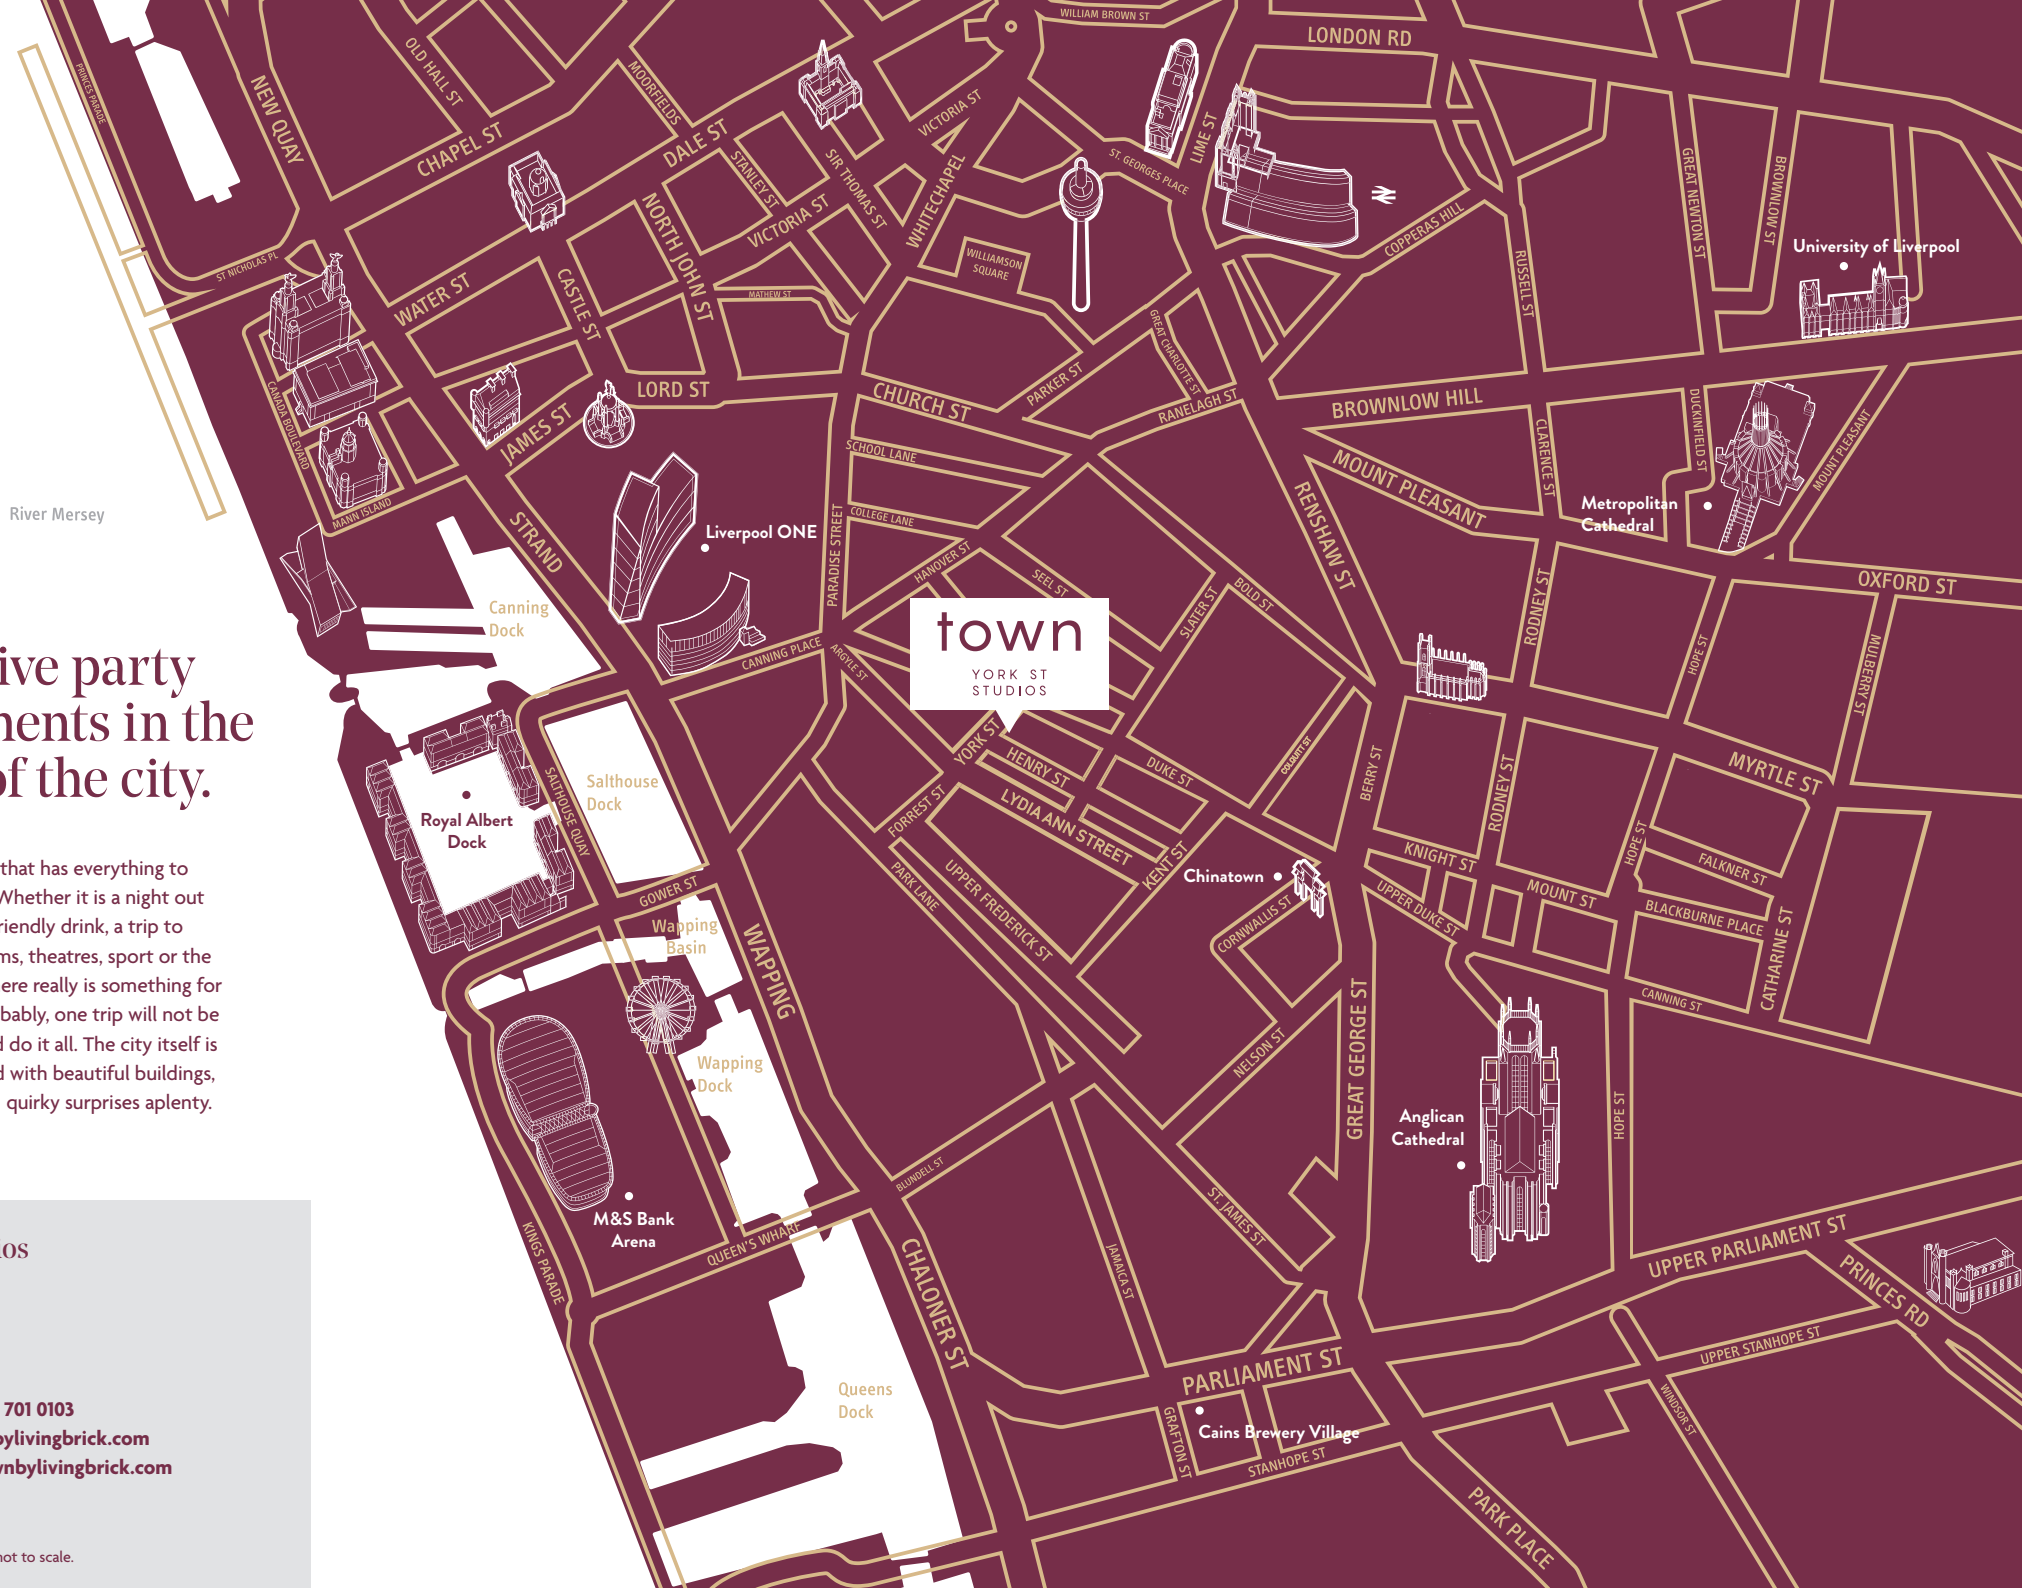 WILLIAM BROWN ST
LONDON RD
PRINCES PARADE
NEW QUAY
OLD HALL ST
MOORFIELDS
CHAPEL ST
DALE ST
STANLEY ST
VICTORIA ST
SIR THOMAS ST
VICTORIA ST
WHITECHAPEL
ST. GEORGES PLACE
LIME ST
GREAT NEWTON ST
BROWNLOW ST
University of Liverpool
COPPERAS HILL
RUSSELL ST
ST NICHOLAS PL
WATER ST
CASTLE ST
NORTH JOHN ST
MATHEW ST
WILLIAMSON
SQUARE
GREAT CHARLOTTE ST
PARKER ST
RANELAGH ST
CANADA BOULEVARD
JAMES ST
LORD ST
CHURCH ST
BROWNLOW HILL
CLARENCE ST
DUCKINFIELD ST
MOUNT PLEASANT
MOUNT PLEASANT
SCHOOL LANE
COLLEGE LANE
RENSHAW ST
Metropolitan
Cathedral
River Mersey
MANN ISLAND
STRAND
Liverpool ONE
PARADISE STREET
HANOVER ST
SEEL ST
SLATER ST
BOLD ST
RODNEY ST
OXFORD ST
Canning
Dock
CANNING PLACE
ARGYLE ST
town
YORK ST
STUDIOS
HOPE ST
MULBERRY ST
ive party
nents in the
of the city.
YORK ST
HENRY ST
DUKE ST
COLQUITT ST
BERRY ST
RODNEY ST
MYRTLE ST
Salthouse
Dock
SALTHOUSE QUAY
Royal Albert
Dock
FORREST ST
LYDIA ANN STREET
KENT ST
PARK LANE
UPPER FREDERICK ST
Chinatown
KNIGHT ST
HOPE ST
FALKNER ST
UPPER DUKE ST
MOUNT ST
BLACKBURNE PLACE
CATHARINE ST
CORNWALLIS ST
CANNING ST
that has everything to
Whether it is a night out
riendly drink, a trip to
ms, theatres, sport or the
ere really is something for
bably, one trip will not be
d do it all. The city itself is
d with beautiful buildings,
quirky surprises aplenty.
GOWER ST
Wapping
Basin
WAPPING
Wapping
Dock
NELSON ST
GREAT GEORGE ST
Anglican
Cathedral
HOPE ST
BLUNDELL ST
ST. JAMES ST
M&S Bank
Arena
KINGS PARADE
QUEEN'S WHARF
CHALONER ST
JAMAICA ST
UPPER PARLIAMENT ST
PRINCES RD
UPPER STANHOPE ST
WINDSOR ST
PARLIAMENT ST
Queens
Dock
GRAFTON ST
Cains Brewery Village
STANHOPE ST
PARK PLACE
ios
701 0103
bylivingbrick.com
wnbylivingbrick.com
not to scale.